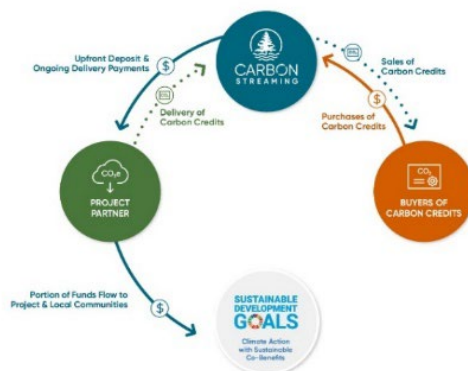 CARBON
STREAMING
Upfront Deposit &
Ongoing Delivery Payments
$
Delivery of
Carbon Credits
Sales of
Carbon Credits
$
Purchases of
Carbon Credits
CO₂e
PROJECT
PARTNER
CO₂
BUYERS OF
CARBON CREDITS
Portion of Funds Flow to
Project & Local Communities
$
SUSTAINABLE
DEVELOPMENT
GOALS
Climate Action
with Sustainable
Co-Benefits